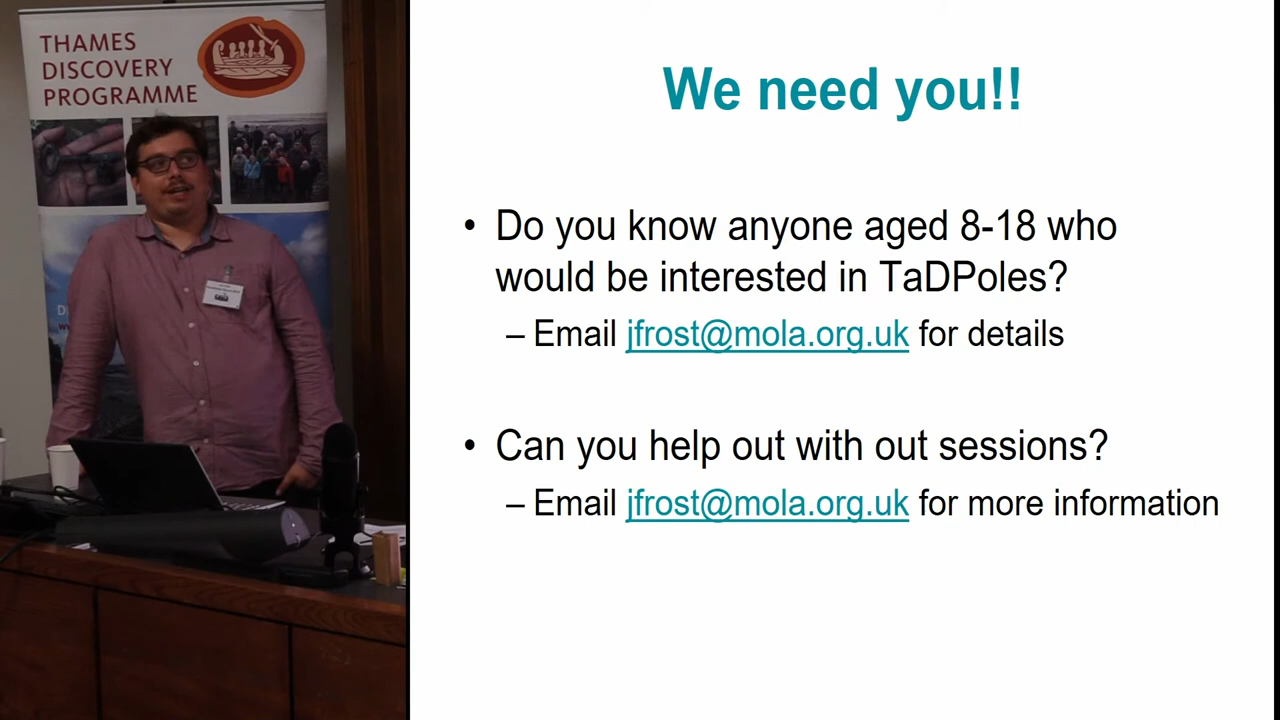 THAMES
DISCOVERY
PROGRAMME
We need you!!
• Do you know anyone aged 8-18 who
would be interested in TaDPoles?
– Email jfrost@mola.org.uk for details
• Can you help out with out sessions?
– Email jfrost@mola.org.uk for more information